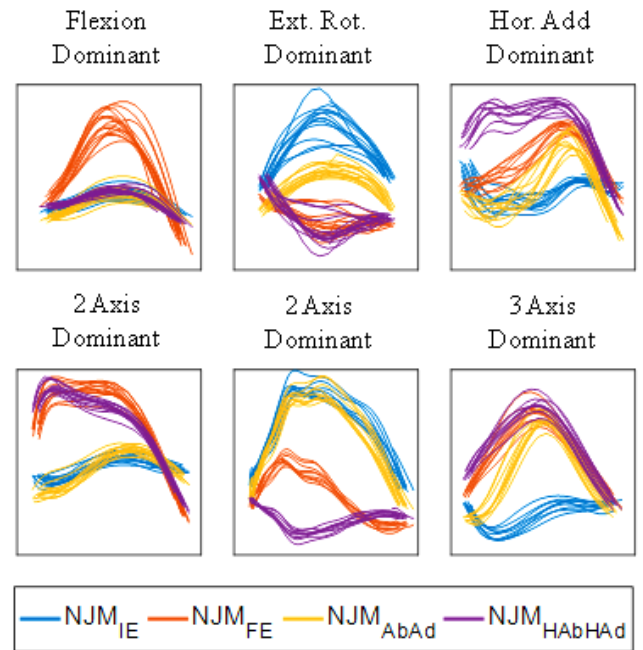 Flexion
Dominant
Ext. Rot.
Dominant
Hor. Add
Dominant
2 Axis
Dominant
2 Axis
Dominant
3 Axis
Dominant
NJM_IE NJM_FE NJM_AbAd NJM_HAbHAd